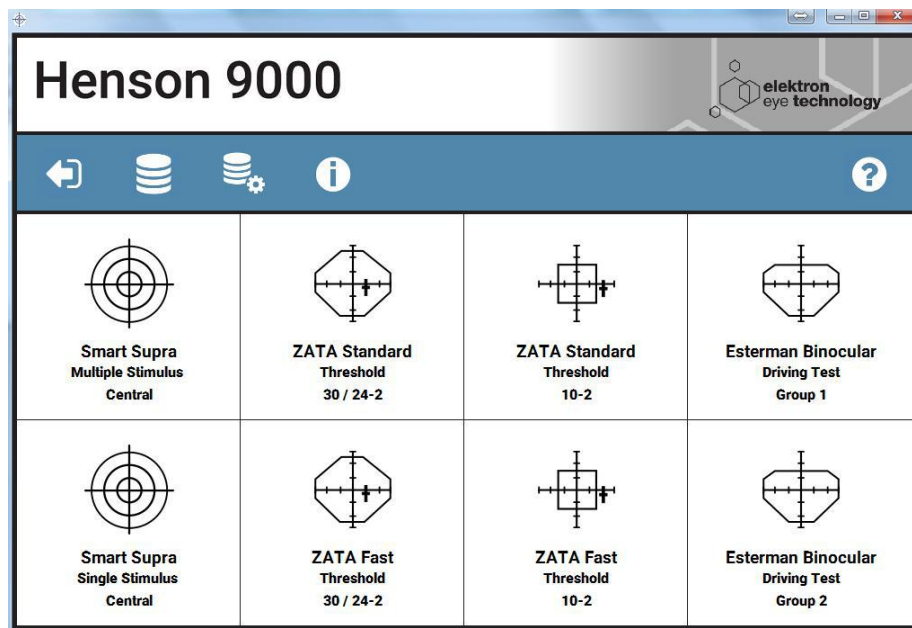 Henson 9000
elektron
eye technology
Smart Supra
Multiple Stimulus
Central
ZATA Standard
Threshold
30 / 24-2
ZATA Standard
Threshold
10-2
Esterman Binocular
Driving Test
Group 1
Smart Supra
Single Stimulus
Central
ZATA Fast
Threshold
30 / 24-2
ZATA Fast
Threshold
10-2
Esterman Binocular
Driving Test
Group 2